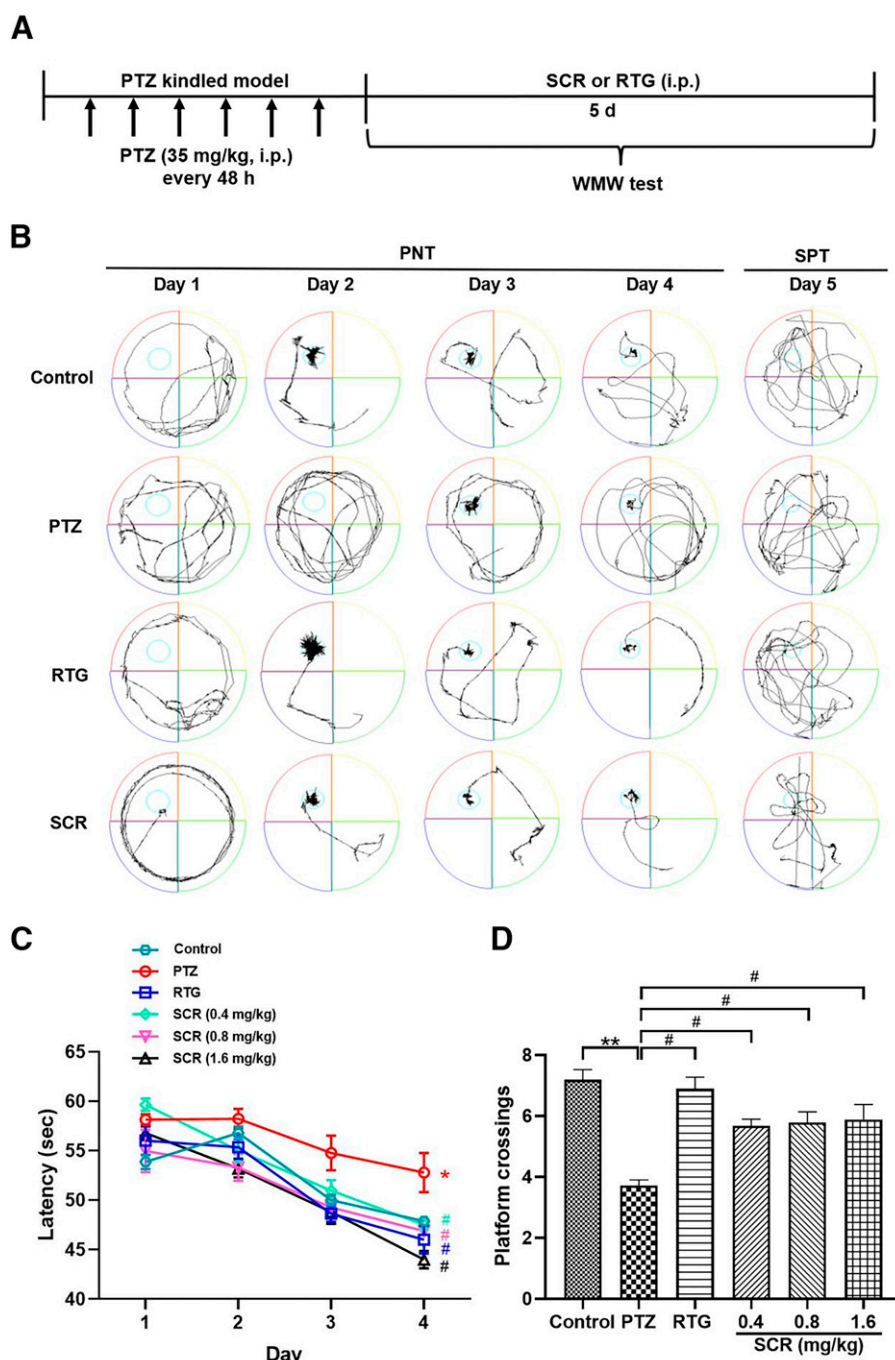 A
PTZ kindled model
SCR or RTG (i.p.)
5 d
PTZ (35 mg/kg, i.p.)
every 48 h
WMW test
B
PNT
SPT
Day 1
Day 2
Day 3
Day 4
Day 5
Control
PTZ
RTG
SCR
C
Control
PTZ
RTG
SCR (0.4 mg/kg)
SCR (0.8 mg/kg)
SCR (1.6 mg/kg)
Latency (sec)
65
60
55
50
45
40
*
#
#
#
#
1
2
3
4
Day
D
#
#
#
** #
Platform crossings
8
6
4
2
0
Control PTZ RTG 0.4 0.8 1.6
SCR (mg/kg)